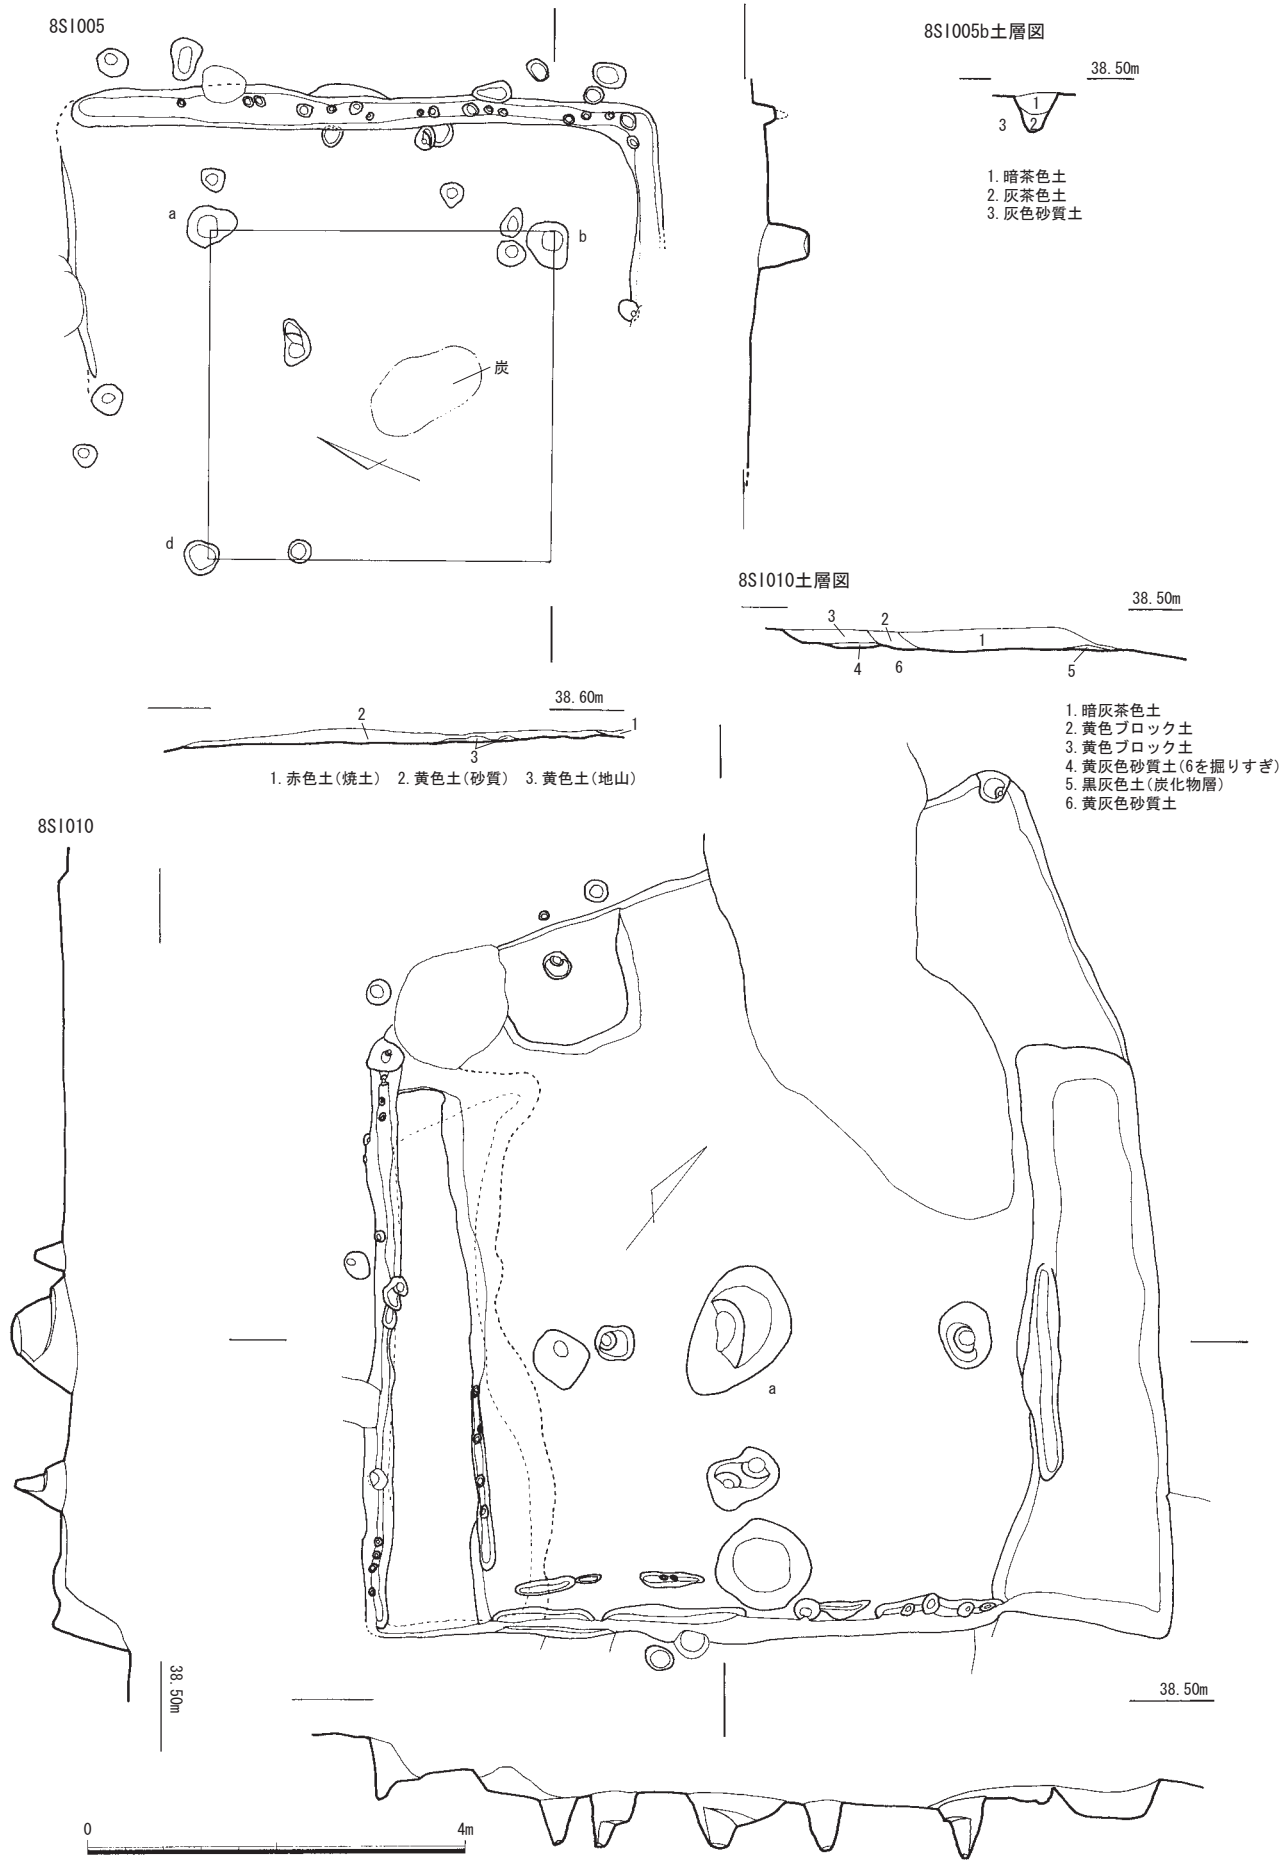 8SI005
8SI005b土層図
38.50m
1
2
3
1.暗茶色土
2.灰茶色土
3.灰色砂質土
a
b
炭
d
8SI010土層図
38.50m
3
2
1
4
6
5
1.暗灰茶色土
2.黄色ブロック土
3.黄色ブロック土
4.黄灰色砂質土(6を掘りすぎ)
5.黒灰色土(炭化物層)
6.黄灰色砂質土
38.60m
2
1
3
1.赤色土(焼土) 2.黄色土(砂質) 3.黄色土(地山)
8SI010
a
38.50m
38.50m
0 4m